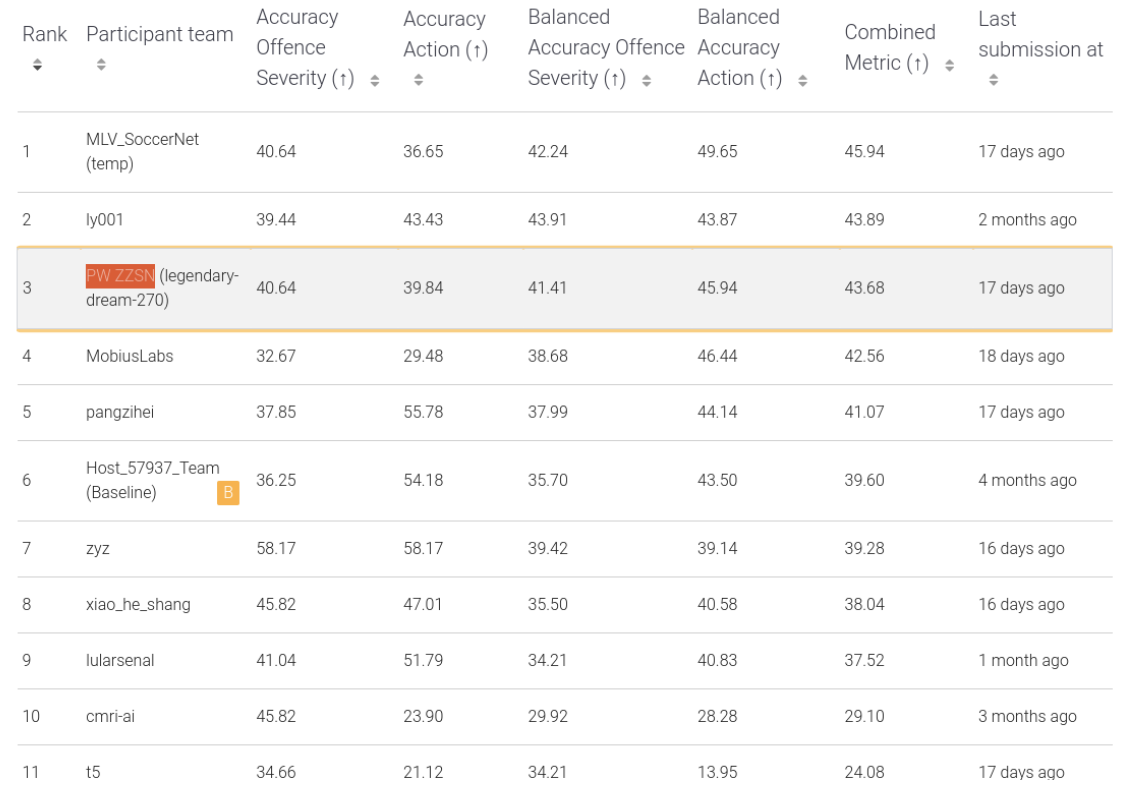 Rank Participant team Accuracy Offence Severity (↑) Accuracy Action (↑) Balanced Accuracy Offence Severity (↑) Balanced Accuracy Action (↑) Combined Metric (↑) Last submission at
1 MLV_SoccerNet (temp) 40.64 36.65 42.24 49.65 45.94 17 days ago
2 ly001 39.44 43.43 43.91 43.87 43.89 2 months ago
3 PW ZZSN (legendary-dream-270) 40.64 39.84 41.41 45.94 43.68 17 days ago
4 MobiusLabs 32.67 29.48 38.68 46.44 42.56 18 days ago
5 pangzihei 37.85 55.78 37.99 44.14 41.07 17 days ago
6 Host_57937_Team (Baseline) B 36.25 54.18 35.70 43.50 39.60 4 months ago
7 zyz 58.17 58.17 39.42 39.14 39.28 16 days ago
8 xiao_he_shang 45.82 47.01 35.50 40.58 38.04 16 days ago
9 lularsenal 41.04 51.79 34.21 40.83 37.52 1 month ago
10 cmri-ai 45.82 23.90 29.92 28.28 29.10 3 months ago
11 t5 34.66 21.12 34.21 13.95 24.08 17 days ago